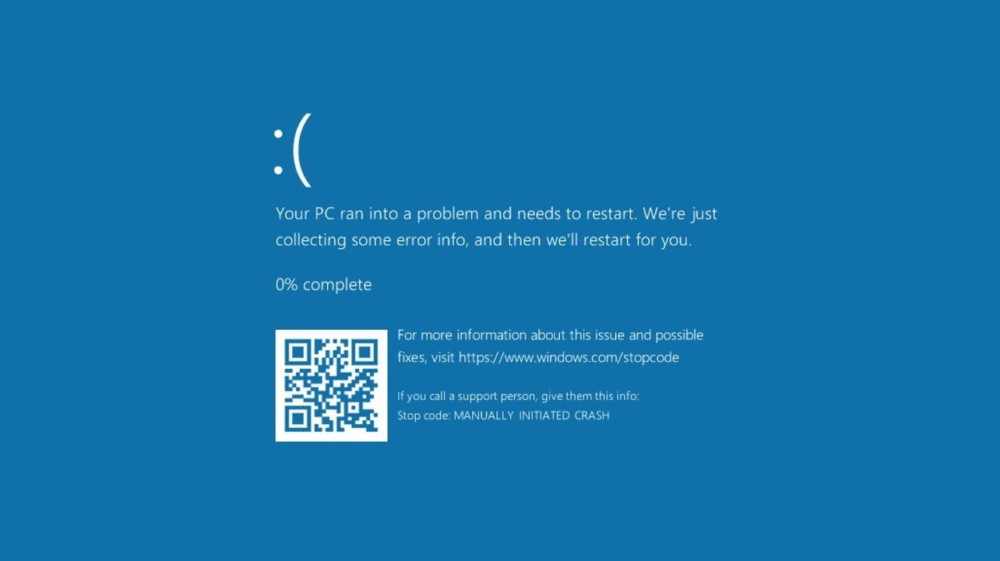 :(
Your PC ran into a problem and needs to restart. We're just
collecting some error info, and then we'll restart for you.
0% complete
For more information about this issue and possible
fixes, visit https://www.windows.com/stopcode
If you call a support person, give them this info:
Stop code: MANUALLY INITIATED CRASH